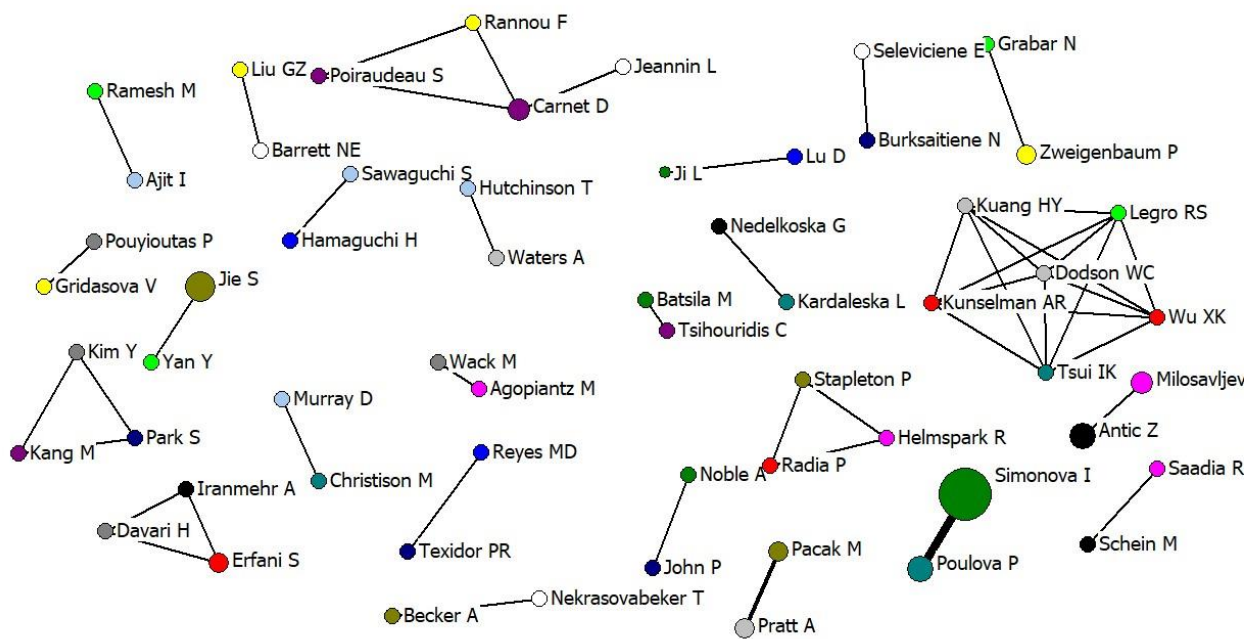 Rannou F
Seleviciene E
Grabar N
Liu GZ
Poiraudeau S
Jeannin L
Ramesh M
Carnet D
Barrett NE
Burksaitiene N
Zweigenbaum P
Lu D
Ajit I
Sawaguchi S
Hutchinson T
Ji L
Kuang HY
Legro RS
Nedelkoska G
Pouyioutas P
Hamaguchi H
Waters A
Dodson WC
Gridasova V
Jie S
Batsila M
Kardaleska L
Kunselman AR
Wu XK
Tsihouridis C
Kim Y
Yan Y
Wack M
Tsui IK
Agopiantz M
Stapleton P
Milosavljev
Murray D
Park S
Kang M
Helmspark R
Antic Z
Reyes MD
Radia P
Saadia R
Noble A
Simonova I
Iranmehr A
Christison M
Davari H
Erfani S
Texidor PR
Pacak M
Schein M
John P
Poulova P
Nekrasovabeker T
Becker A
Pratt A